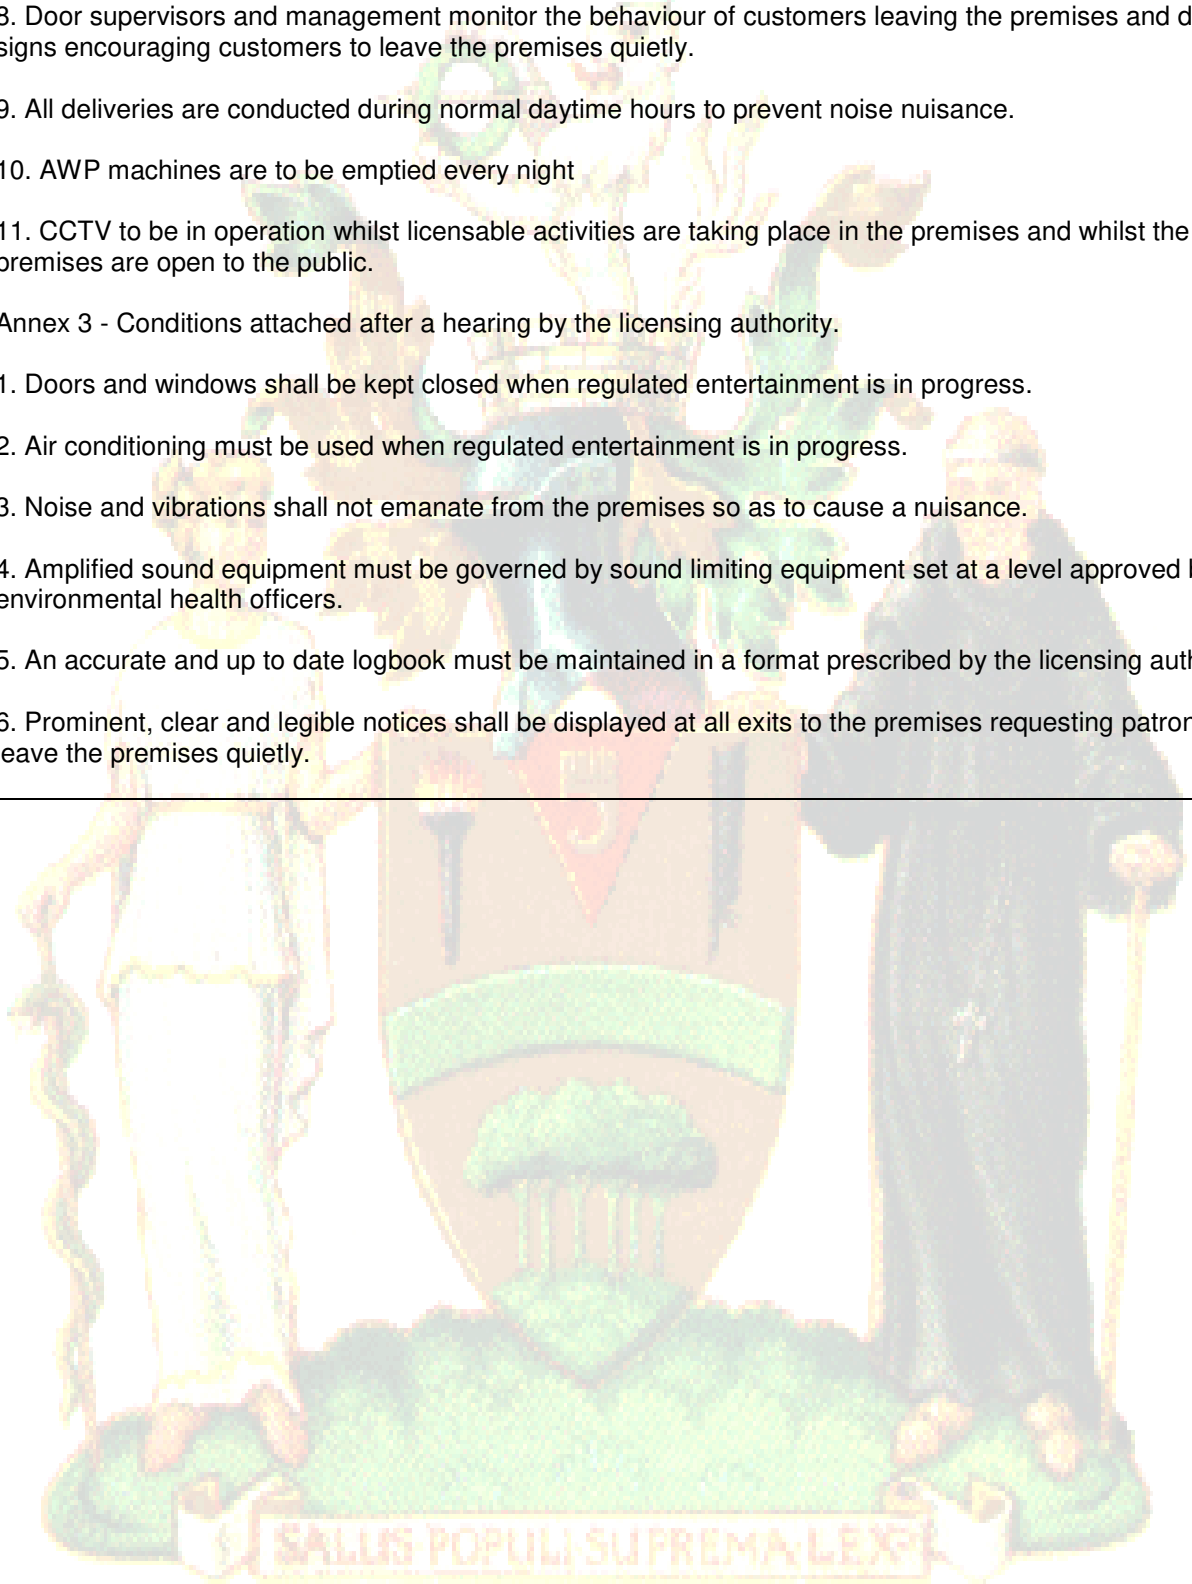 8. Door supervisors and management monitor the behaviour of customers leaving the premises and d
signs encouraging customers to leave the premises quietly.
9. All deliveries are conducted during normal daytime hours to prevent noise nuisance.
10. AWP machines are to be emptied every night
11. CCTV to be in operation whilst licensable activities are taking place in the premises and whilst the
premises are open to the public.
Annex 3 - Conditions attached after a hearing by the licensing authority.
1. Doors and windows shall be kept closed when regulated entertainment is in progress.
2. Air conditioning must be used when regulated entertainment is in progress.
3. Noise and vibrations shall not emanate from the premises so as to cause a nuisance.
4. Amplified sound equipment must be governed by sound limiting equipment set at a level approved
environmental health officers.
5. An accurate and up to date logbook must be maintained in a format prescribed by the licensing auth
6. Prominent, clear and legible notices shall be displayed at all exits to the premises requesting patron
leave the premises quietly.
SALUS POPULI SUPREMA LEX